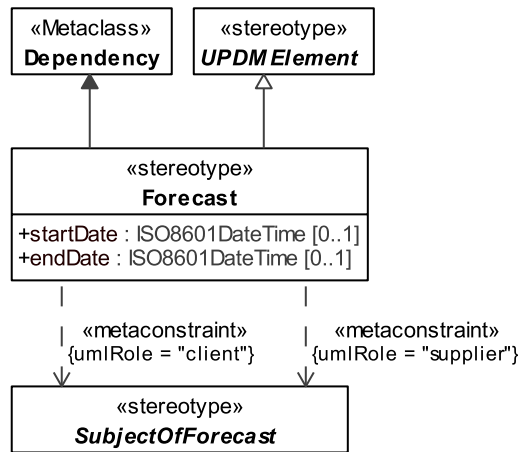 «Metaclass»
Dependency
«stereotype»
UPDMElement
«stereotype»
Forecast
+startDate : ISO8601DateTime [0..1]
+endDate : ISO8601DateTime [0..1]
«metaconstraint»
{umlRole = "client"}
«metaconstraint»
{umlRole = "supplier"}
«stereotype»
SubjectOfForecast